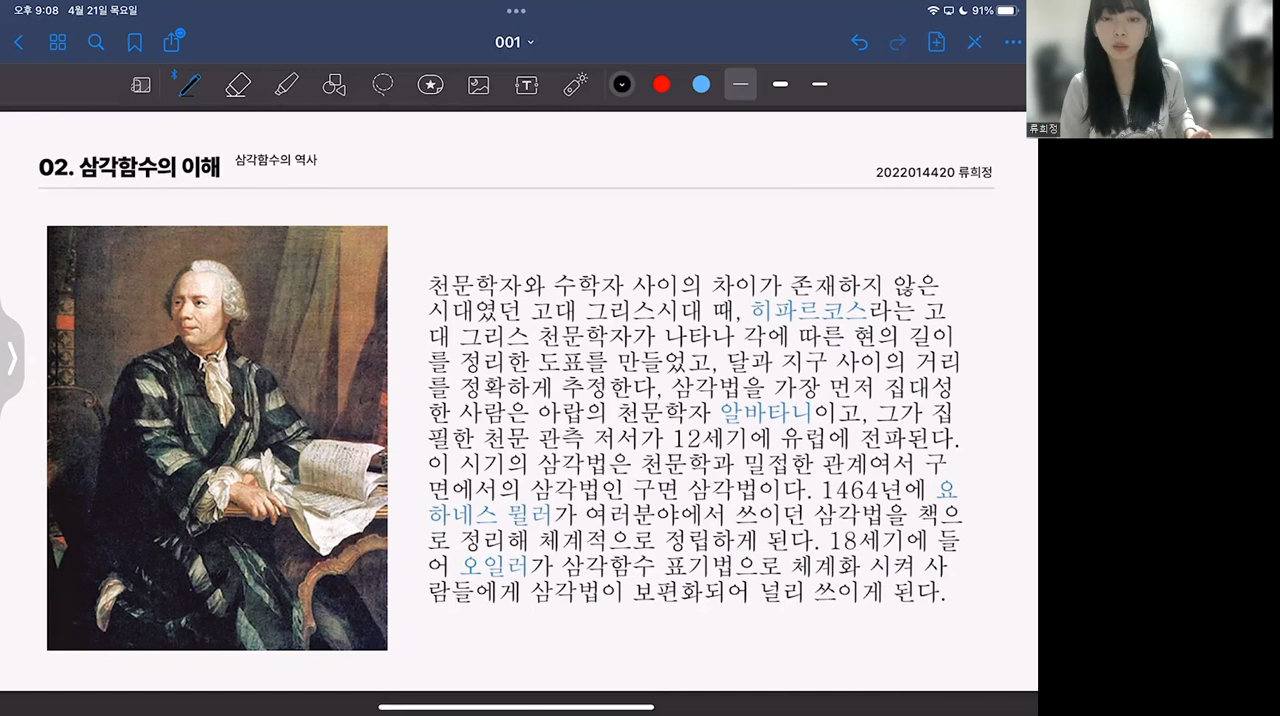 오후 9:08 4월 21일 목요일
91%
001
T
류희정
02. 삼각함수의 이해 삼각함수의 역사
2022014420 류희정
천문학자와 수학자 사이의 차이가 존재하지 않은
시대였던 고대 그리스시대 때, 히파르코스라는 고
대 그리스 천문학자가 나타나 각에 따른 현의 길이
를 정리한 도표를 만들었고, 달과 지구 사이의 거리
를 정확하게 추정한다, 삼각법을 가장 먼저 집대성
한 사람은 아랍의 천문학자 알바타니이고, 그가 집
필한 천문 관측 저서가 12세기에 유럽에 전파된다.
이 시기의 삼각법은 천문학과 밀접한 관계여서 구
면에서의 삼각법인 구면 삼각법이다. 1464년에 요
하네스 뮐러가 여러분야에서 쓰이던 삼각법을 책으
로 정리해 체계적으로 정립하게 된다. 18세기에 들
어 오일러가 삼각함수 표기법으로 체계화 시켜 사
람들에게 삼각법이 보편화되어 널리 쓰이게 된다.